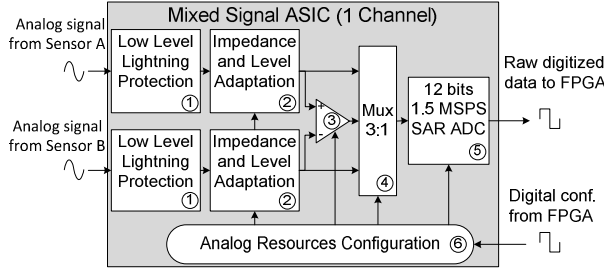 Mixed Signal ASIC (1 Channel)
Analog signal
from Sensor A
Low Level
Lightning
Protection
1
Impedance
and Level
Adaptation
2
Analog signal
from Sensor B
Low Level
Lightning
Protection
1
Impedance
and Level
Adaptation
2
+
-
3
Mux
3:1
4
12 bits
1.5 MSPS
SAR ADC
5
Raw digitized
data to FPGA
Digital conf.
from FPGA
Analog Resources Configuration 6